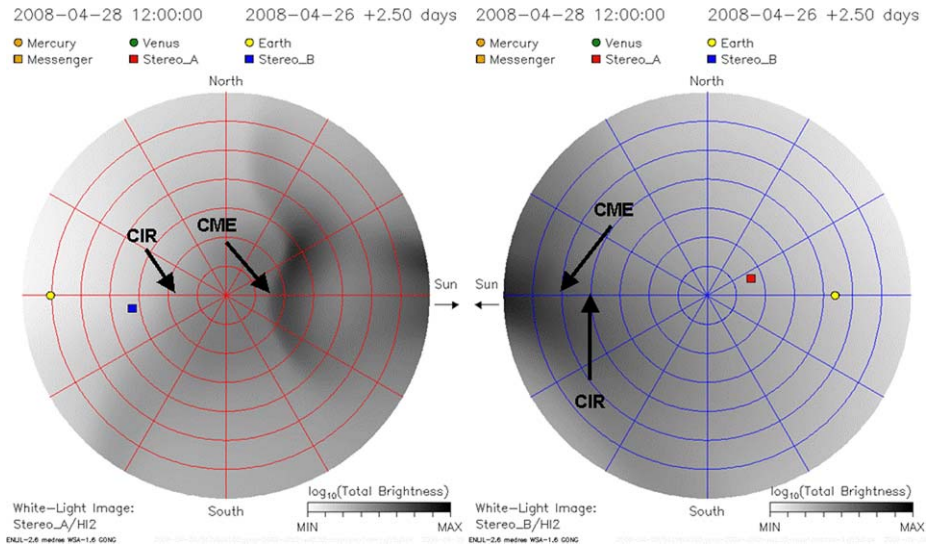 2008-04-28 12:00:00 2008-04-26 +2.50 days
Mercury Venus Earth
Messenger Stereo_A Stereo_B
North
CIR
CME
Sun
South
White-Light Image:
Stereo_A/HI2
log10(Total Brightness)
MIN MAX
ENLIL-2.6 medres WSA-1.6 GONG
2008-04-28 12:00:00 2008-04-26 +2.50 days
Mercury Venus Earth
Messenger Stereo_A Stereo_B
North
CME
CIR
Sun
South
White-Light Image:
Stereo_B/HI2
log10(Total Brightness)
MIN MAX
ENLIL-2.6 medres WSA-1.6 GONG